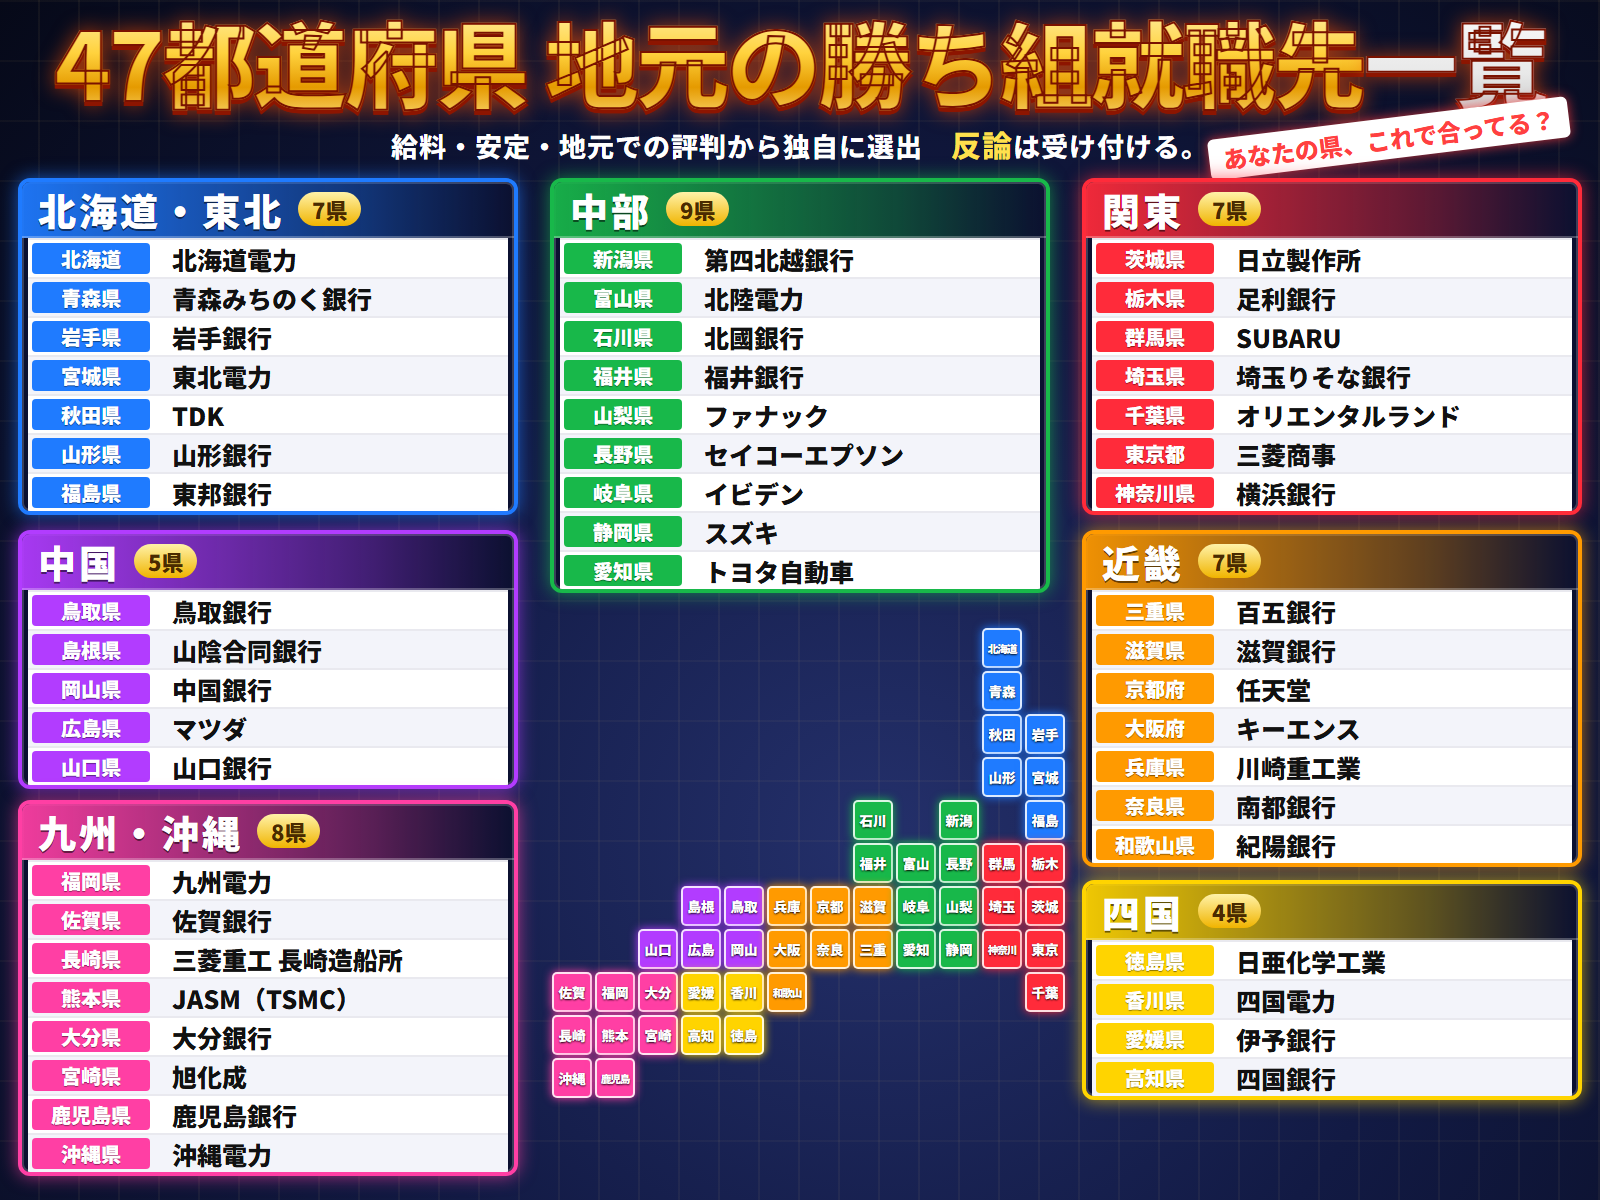 47都道府県 地元の勝ち組就職先一覧
給料・安定・地元での評判から独自に選出　反論は受け付ける。
あなたの県、これで合ってる？
北海道・東北 7県
北海道 北海道電力
青森県 青森みちのく銀行
岩手県 岩手銀行
宮城県 東北電力
秋田県 TDK
山形県 山形銀行
福島県 東邦銀行
中国 5県
鳥取県 鳥取銀行
島根県 山陰合同銀行
岡山県 中国銀行
広島県 マツダ
山口県 山口銀行
九州・沖縄 8県
福岡県 九州電力
佐賀県 佐賀銀行
長崎県 三菱重工 長崎造船所
熊本県 JASM（TSMC）
大分県 大分銀行
宮崎県 旭化成
鹿児島県 鹿児島銀行
沖縄県 沖縄電力
中部 9県
新潟県 第四北越銀行
富山県 北陸電力
石川県 北國銀行
福井県 福井銀行
山梨県 ファナック
長野県 セイコーエプソン
岐阜県 イビデン
静岡県 スズキ
愛知県 トヨタ自動車
北海道
青森
秋田 岩手
山形 宮城
石川 新潟 福島
福井 富山 長野 群馬 栃木
島根 鳥取 兵庫 京都 滋賀 岐阜 山梨 埼玉 茨城
山口 広島 岡山 大阪 奈良 三重 愛知 静岡 神奈川 東京
佐賀 福岡 大分 愛媛 香川 和歌山 千葉
長崎 熊本 宮崎 高知 徳島
沖縄 鹿児島
関東 7県
茨城県 日立製作所
栃木県 足利銀行
群馬県 SUBARU
埼玉県 埼玉りそな銀行
千葉県 オリエンタルランド
東京都 三菱商事
神奈川県 横浜銀行
近畿 7県
三重県 百五銀行
滋賀県 滋賀銀行
京都府 任天堂
大阪府 キーエンス
兵庫県 川崎重工業
奈良県 南都銀行
和歌山県 紀陽銀行
四国 4県
徳島県 日亜化学工業
香川県 四国電力
愛媛県 伊予銀行
高知県 四国銀行